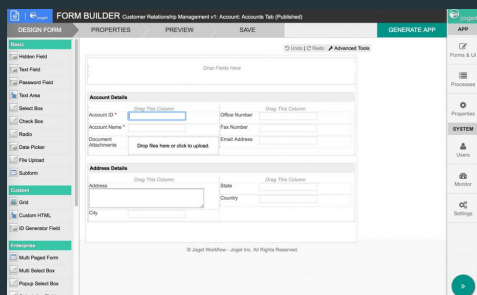 Joget
FORM BUILDER Customer Relationship Management v1: Account: Accounts Tab (Published)
Joget
DESIGN FORM
PROPERTIES
PREVIEW
SAVE
GENERATE APP
APP
Basic
Hidden Field
Text Field
Password Field
Text Area
Select Box
Check Box
Radio
Date Picker
File Upload
Subform
Custom
Grid
Custom HTML
ID Generator Field
Enterprise
Multi Paged Form
Multi Select Box
Popup Select Box
Undo | Redo Advanced Tools
Drop Fields Here
Account Details
Drag This Column
Drag This Column
Account ID *
Office Number
Account Name *
Fax Number
Document Attachments
Drop files here or click to upload.
Email Address
Address Details
Drag This Column
Drag This Column
Address
State
Country
City
© Joget Workflow - Joget Inc. All Rights Reserved.
Forms & UI
Processes
Properties
SYSTEM
Users
Monitor
Settings